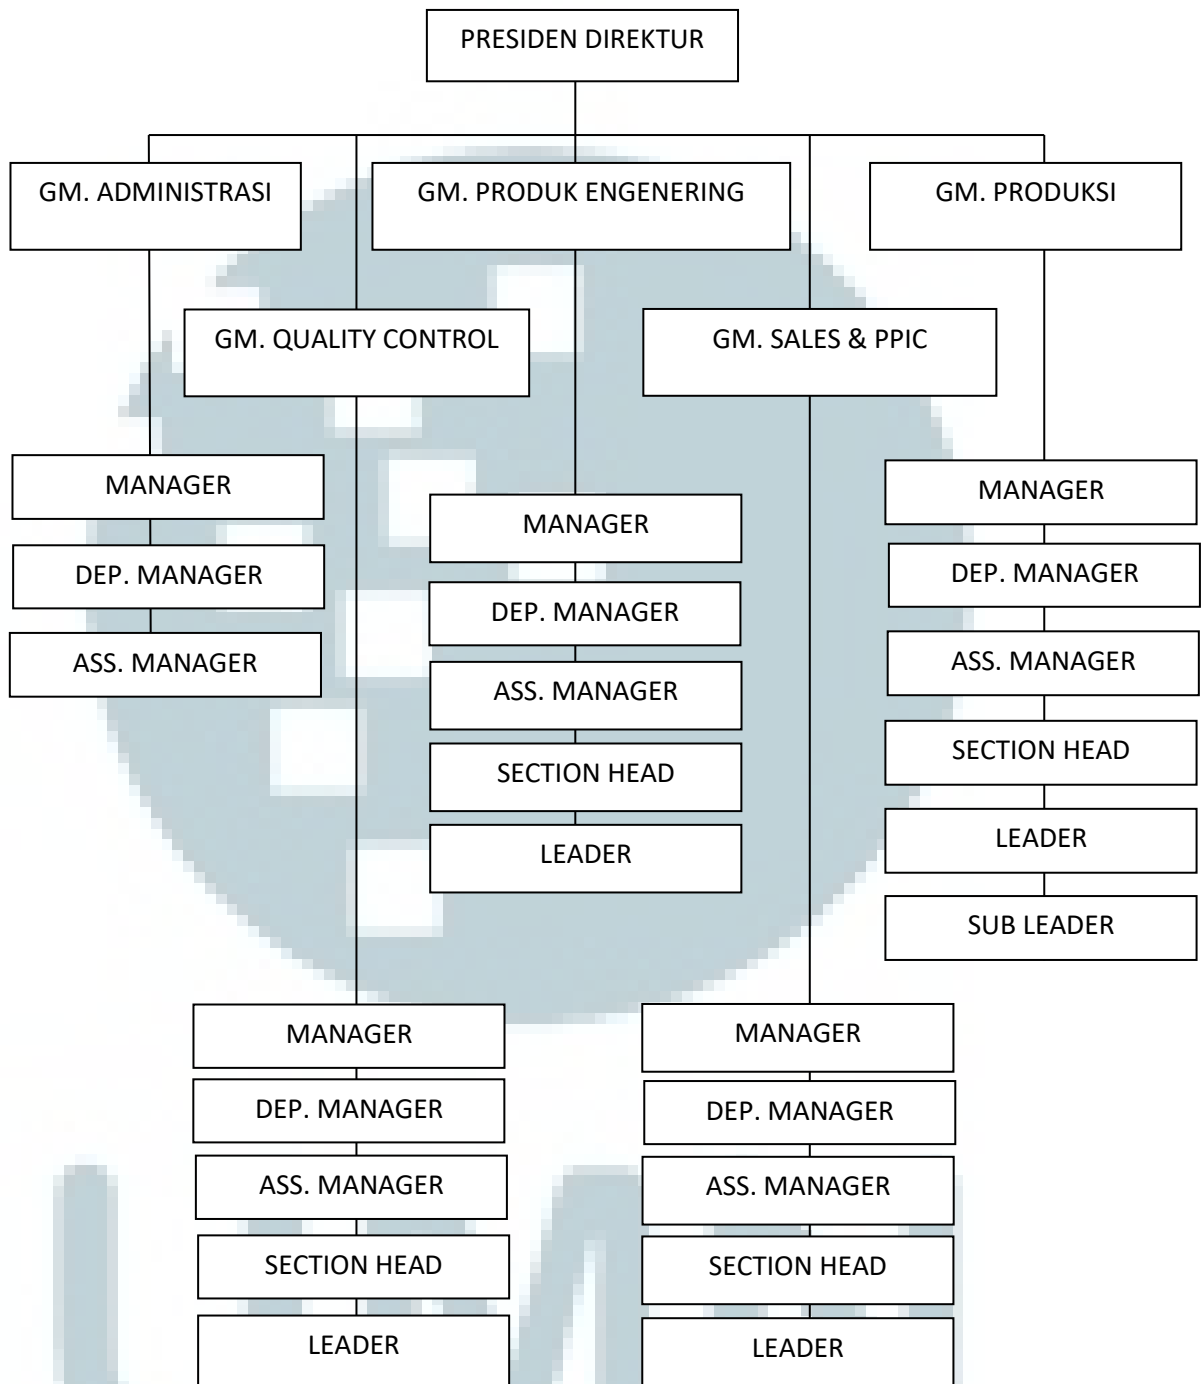 PRESIDEN DIREKTUR
GM. ADMINISTRASI
GM. PRODUK ENGENERING
GM. PRODUKSI
GM. QUALITY CONTROL
GM. SALES & PPIC
MANAGER
DEP. MANAGER
ASS. MANAGER
MANAGER
DEP. MANAGER
ASS. MANAGER
SECTION HEAD
LEADER
MANAGER
DEP. MANAGER
ASS. MANAGER
SECTION HEAD
LEADER
SUB LEADER
MANAGER
DEP. MANAGER
ASS. MANAGER
SECTION HEAD
LEADER
MANAGER
DEP. MANAGER
ASS. MANAGER
SECTION HEAD
LEADER